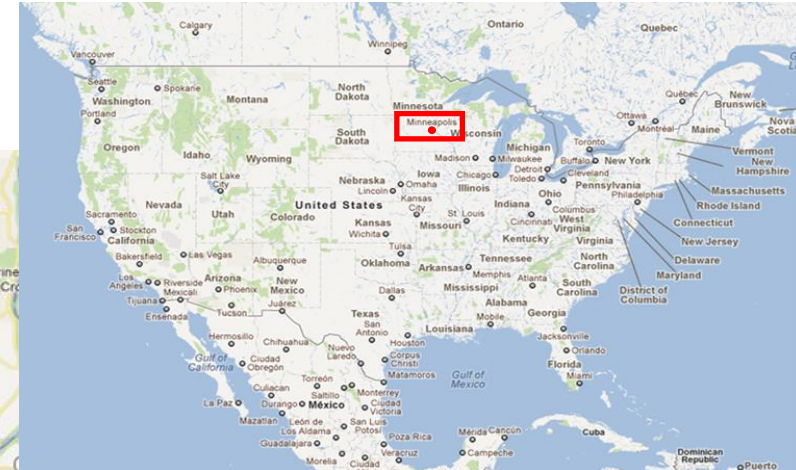 Calgary
Ontario
Quebec
Vancouver
Winnipeg
Seattle
Spokane
Washington
Montana
North
Dakota
Minnesota
Québec
New
Brunswick
Portland
Minneapolis
Ottawa
Montréal
Maine
Nova
Scotia
Oregon
Idaho
Wyoming
South
Dakota
Wisconsin
Michigan
Toronto
Vermont
New
Hampshire
Madison
Milwaukee
Buffalo
New York
Salt Lake
City
Nebraska
Iowa
Omaha
Lincoln
Chicago
Detroit
Toledo
Cleveland
Massachusetts
Rhode Island
Illinois
Ohio
Pennsylvania
Philadelphia
Connecticut
Nevada
Utah
Colorado
United States
Kansas
City
Indiana
Columbus
Sacramento
San
Francisco
Stockton
California
Kansas
Wichita
St Louis
Missouri
Cincinnati
West
Virginia
New Jersey
Kentucky
Virginia
Delaware
Maryland
Bakersfield
Las Vegas
Albuquerque
Tulsa
Oklahoma
Arkansas
Tennessee
Memphis
North
Carolina
Los
Angeles
Riverside
Arizona
Phoenix
New
Mexico
Dallas
Mississippi
Atlanta
South
Carolina
District of
Columbia
Mexicali
Tijuana
Tucson
Juárez
Alabama
Georgia
Ensenada
Texas
San
Antonio
Houston
Louisiana
Mobile
Jacksonville
Hermosillo
Chihuahua
Nuevo
Laredo
Corpus
Christi
Orlando
Florida
Gulf of
California
Ciudad
Obregón
Matamoros
Gulf of
Mexico
Miami
Torreón
Monterrey
Culiacan
Saltillo
La Paz
Durango
México
Ciudad
Victoria
Mazatlan
León de
Los Aldama
San Luis
Potosí
Cuba
Guadalajara
Poza Rica
Mérida
Cancún
Morelia
Ciudad
Veracruz
Campeche
Dominican
Republic
Puerto